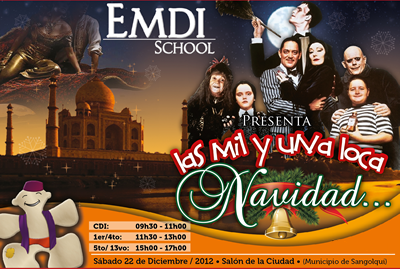 EMDI
SCHOOL
PRESENTA
las mil y una loca
Navidad...
CDI: 09h30 - 11h00
1er/4to: 11h30 - 13h00
5to/ 13vo: 15h00 - 17h00
Sábado 22 de Diciembre / 2012 • Salón de la Ciudad • (Municipio de Sangolqui)